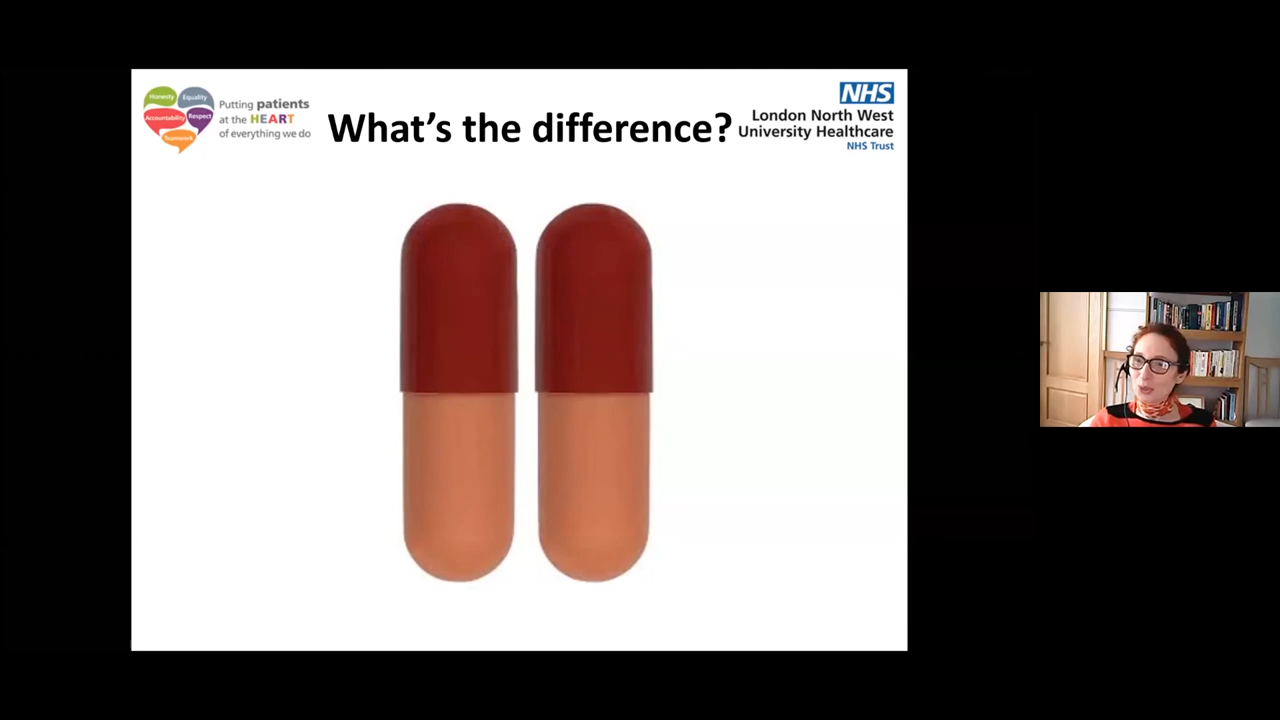 Honesty
Equality
Accountability
Respect
Teamwork
Putting patients
at the HEART
of everything we do
What's the difference?
NHS
London North West
University Healthcare
NHS Trust